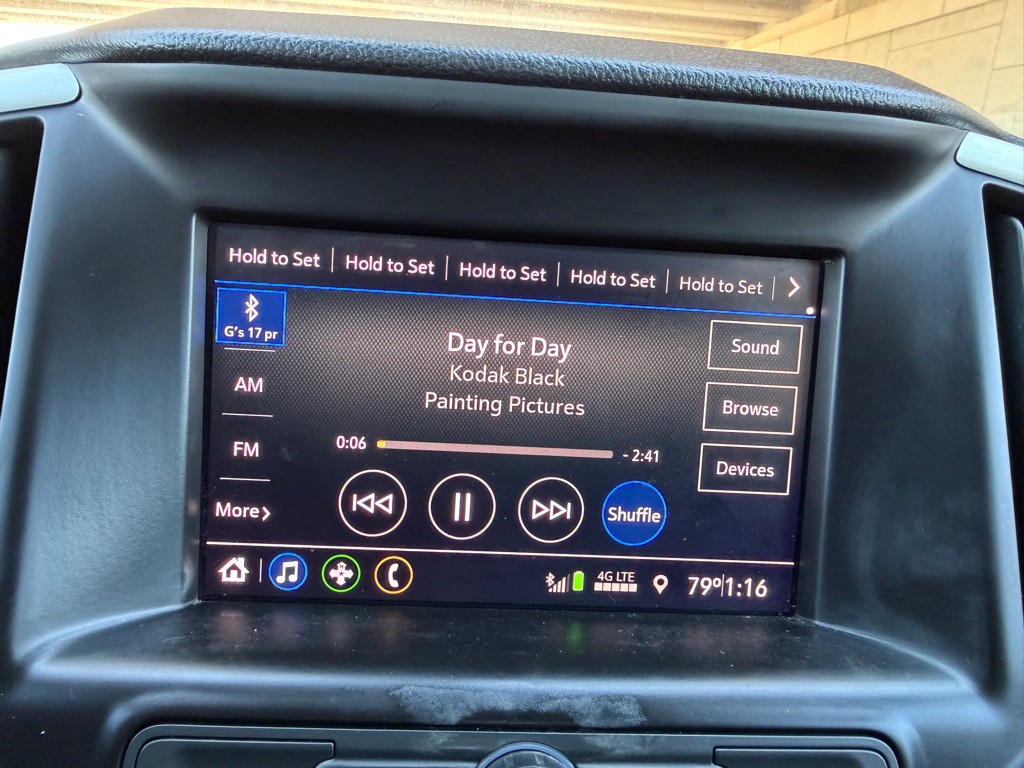 Hold to Set Hold to Set Hold to Set Hold to Set Hold to Set
G's 17 pr
AM
FM
More
Day for Day
Kodak Black
Painting Pictures
0:06 - 2:41
Shuffle
Sound
Browse
Devices
4G LTE
79° 1:16